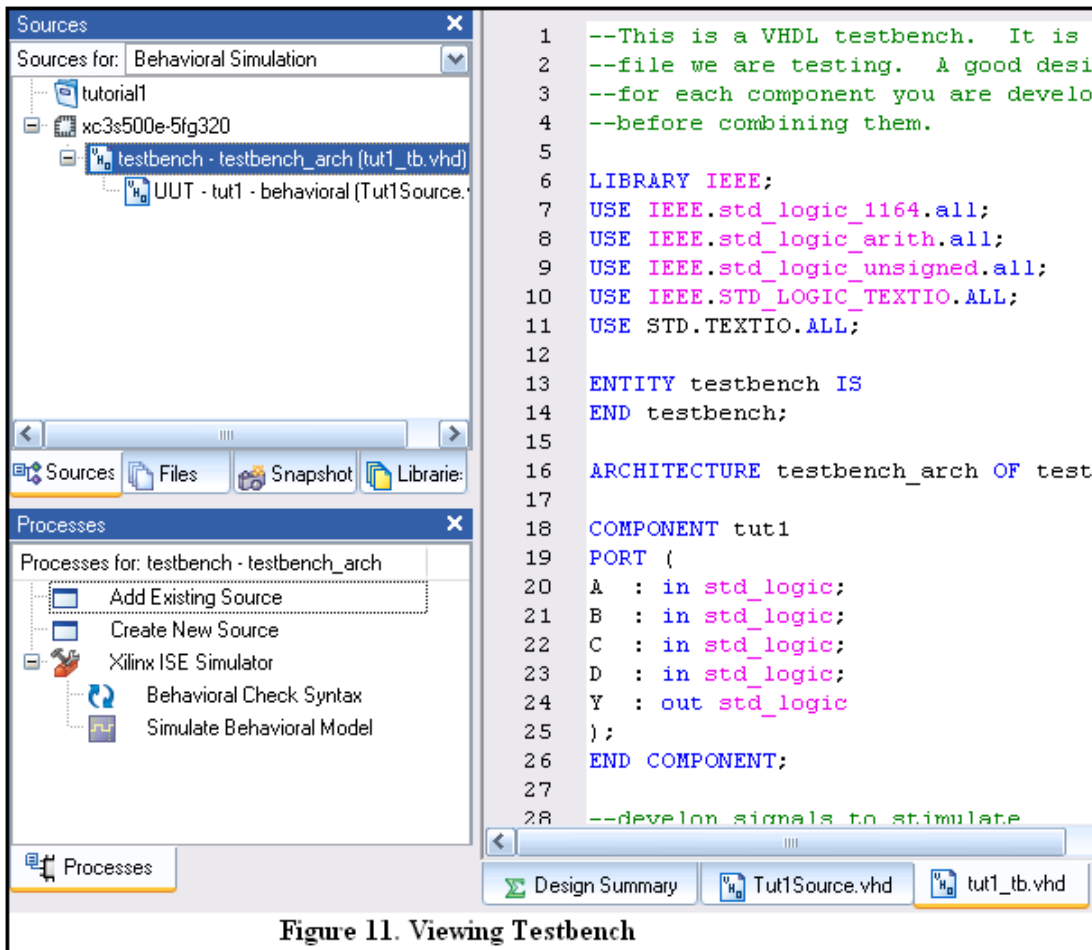 Sources
Sources for: Behavioral Simulation
tutorial1
xc3s500e-5fg320
testbench - testbench_arch (tut1_tb.vhd)
UUT - tut1 - behavioral (Tut1Source.
Sources Files Snapshot Librarie
Processes
Processes for: testbench - testbench_arch
Add Existing Source
Create New Source
Xilinx ISE Simulator
Behavioral Check Syntax
Simulate Behavioral Model
Processes
1 --This is a VHDL testbench.  It is
2 --file we are testing.  A good desi
3 --for each component you are develo
4 --before combining them.
5
6 LIBRARY IEEE;
7 USE IEEE.std_logic_1164.all;
8 USE IEEE.std_logic_arith.all;
9 USE IEEE.std_logic_unsigned.all;
10 USE IEEE.STD_LOGIC_TEXTIO.ALL;
11 USE STD.TEXTIO.ALL;
12
13 ENTITY testbench IS
14 END testbench;
15
16 ARCHITECTURE testbench_arch OF test
17
18 COMPONENT tut1
19 PORT (
20 A  : in std_logic;
21 B  : in std_logic;
22 C  : in std_logic;
23 D  : in std_logic;
24 Y  : out std_logic
25 );
26 END COMPONENT;
27
28 --develop signals to stimulate
Design Summary Tut1Source.vhd tut1_tb.vhd
Figure 11. Viewing Testbench